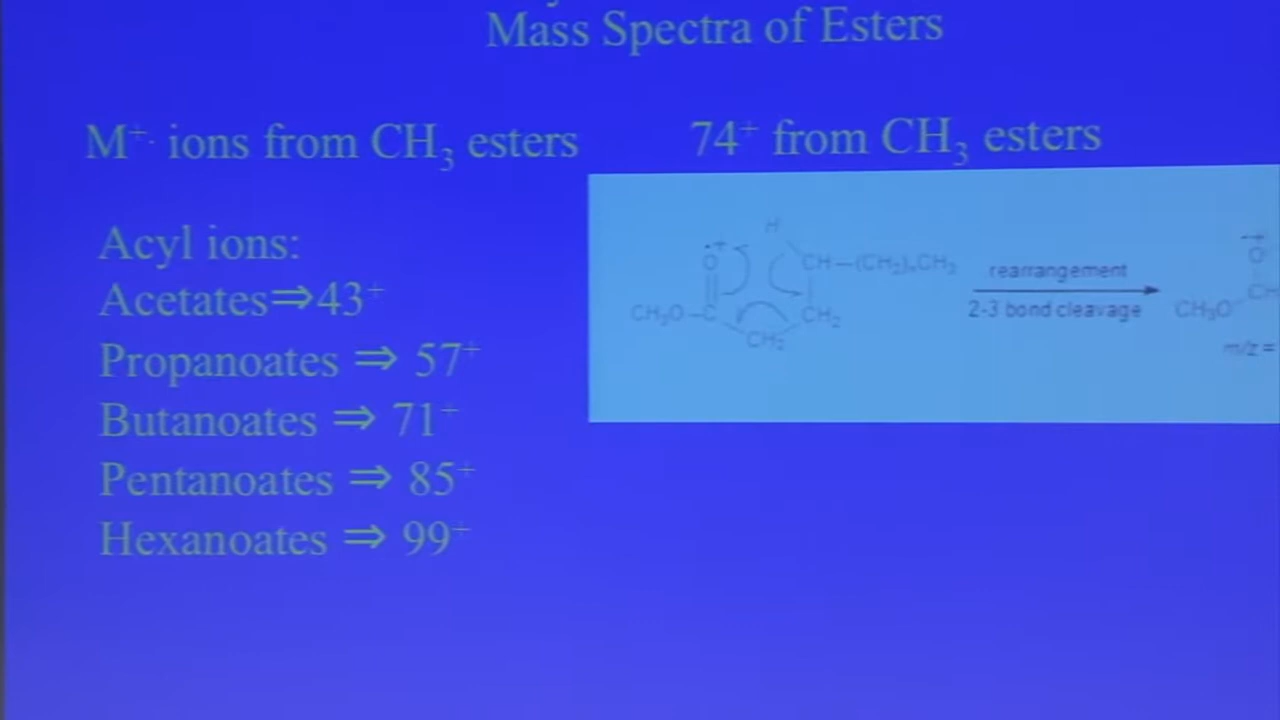 Mass Spectra of Esters
M⁺· ions from CH₃ esters
74⁺ from CH₃ esters
Acyl ions:
Acetates⇒43⁺
Propanoates ⇒ 57⁺
Butanoates ⇒ 71⁺
Pentanoates ⇒ 85⁺
Hexanoates ⇒ 99⁺
H
·+
O
CH–(CH₂)ₙCH₃
CH₃O–C
CH₂
CH₂
rearrangement
2-3 bond cleavage
O
CH₃O
CH
m/z =